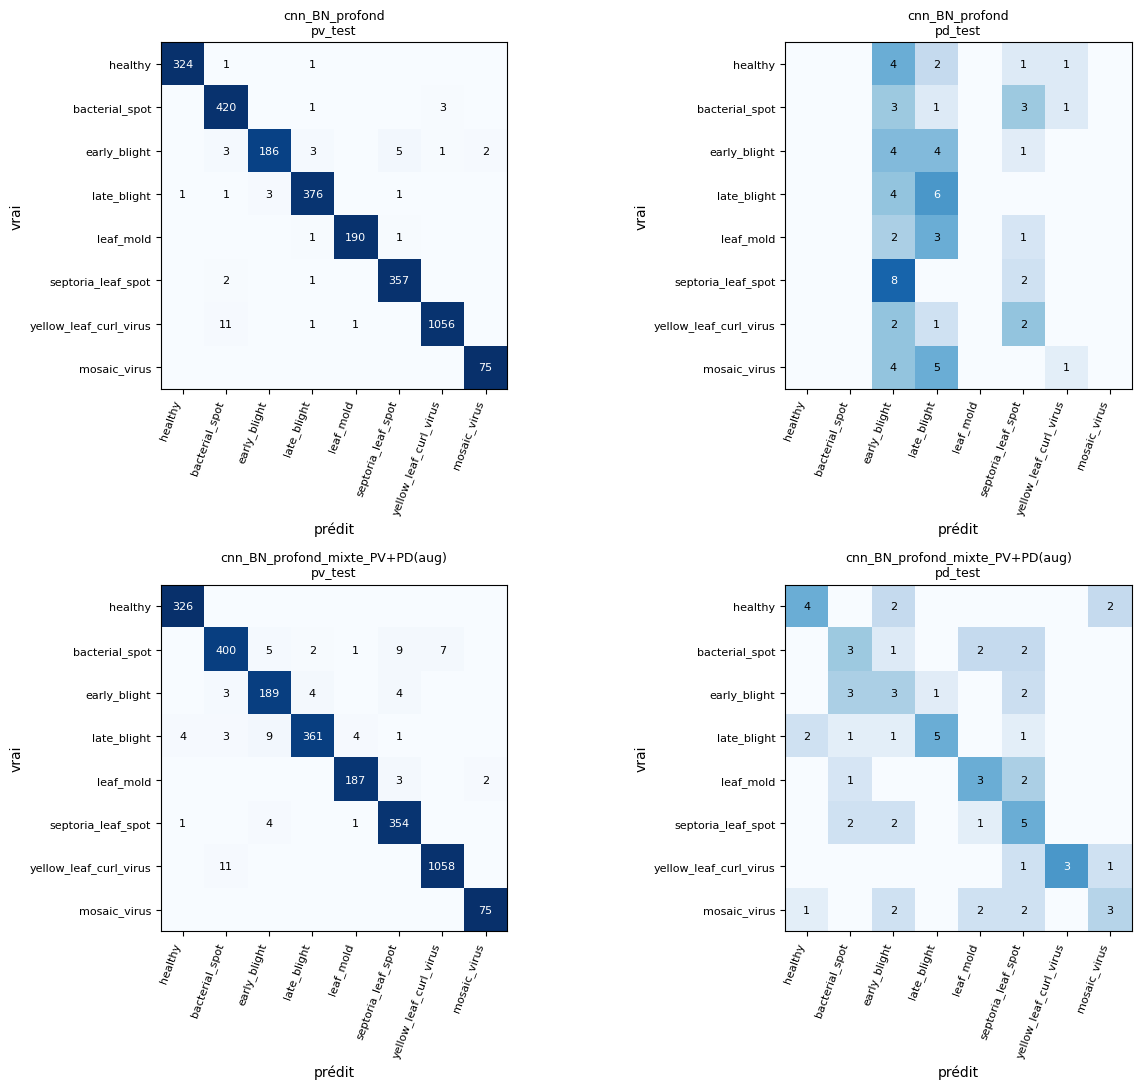 cnn_BN_profond
pv_test
healthy 324 1 1
bacterial_spot 420 1 3
early_blight 3 186 3 5 1 2
late_blight 1 1 3 376 1
leaf_mold 1 190 1
septoria_leaf_spot 2 1 357
yellow_leaf_curl_virus 11 1 1 1056
mosaic_virus 75
vrai
healthy
bacterial_spot
early_blight
late_blight
leaf_mold
septoria_leaf_spot
yellow_leaf_curl_virus
mosaic_virus
prédit
cnn_BN_profond
pd_test
healthy 4 2 1 1
bacterial_spot 3 1 3 1
early_blight 4 4 1
late_blight 4 6
leaf_mold 2 3 1
septoria_leaf_spot 8 2
yellow_leaf_curl_virus 2 1 2
mosaic_virus 4 5 1
vrai
healthy
bacterial_spot
early_blight
late_blight
leaf_mold
septoria_leaf_spot
yellow_leaf_curl_virus
mosaic_virus
prédit
cnn_BN_profond_mixte_PV+PD(aug)
pv_test
healthy 326
bacterial_spot 400 5 2 1 9 7
early_blight 3 189 4 4
late_blight 4 3 9 361 4 1
leaf_mold 187 3 2
septoria_leaf_spot 1 4 1 354
yellow_leaf_curl_virus 11 1058
mosaic_virus 75
vrai
healthy
bacterial_spot
early_blight
late_blight
leaf_mold
septoria_leaf_spot
yellow_leaf_curl_virus
mosaic_virus
prédit
cnn_BN_profond_mixte_PV+PD(aug)
pd_test
healthy 4 2 2
bacterial_spot 3 1 2 2
early_blight 3 3 1 2
late_blight 2 1 1 5 1
leaf_mold 1 3 2
septoria_leaf_spot 2 2 1 5
yellow_leaf_curl_virus 1 3 1
mosaic_virus 1 2 2 2 3
vrai
healthy
bacterial_spot
early_blight
late_blight
leaf_mold
septoria_leaf_spot
yellow_leaf_curl_virus
mosaic_virus
prédit